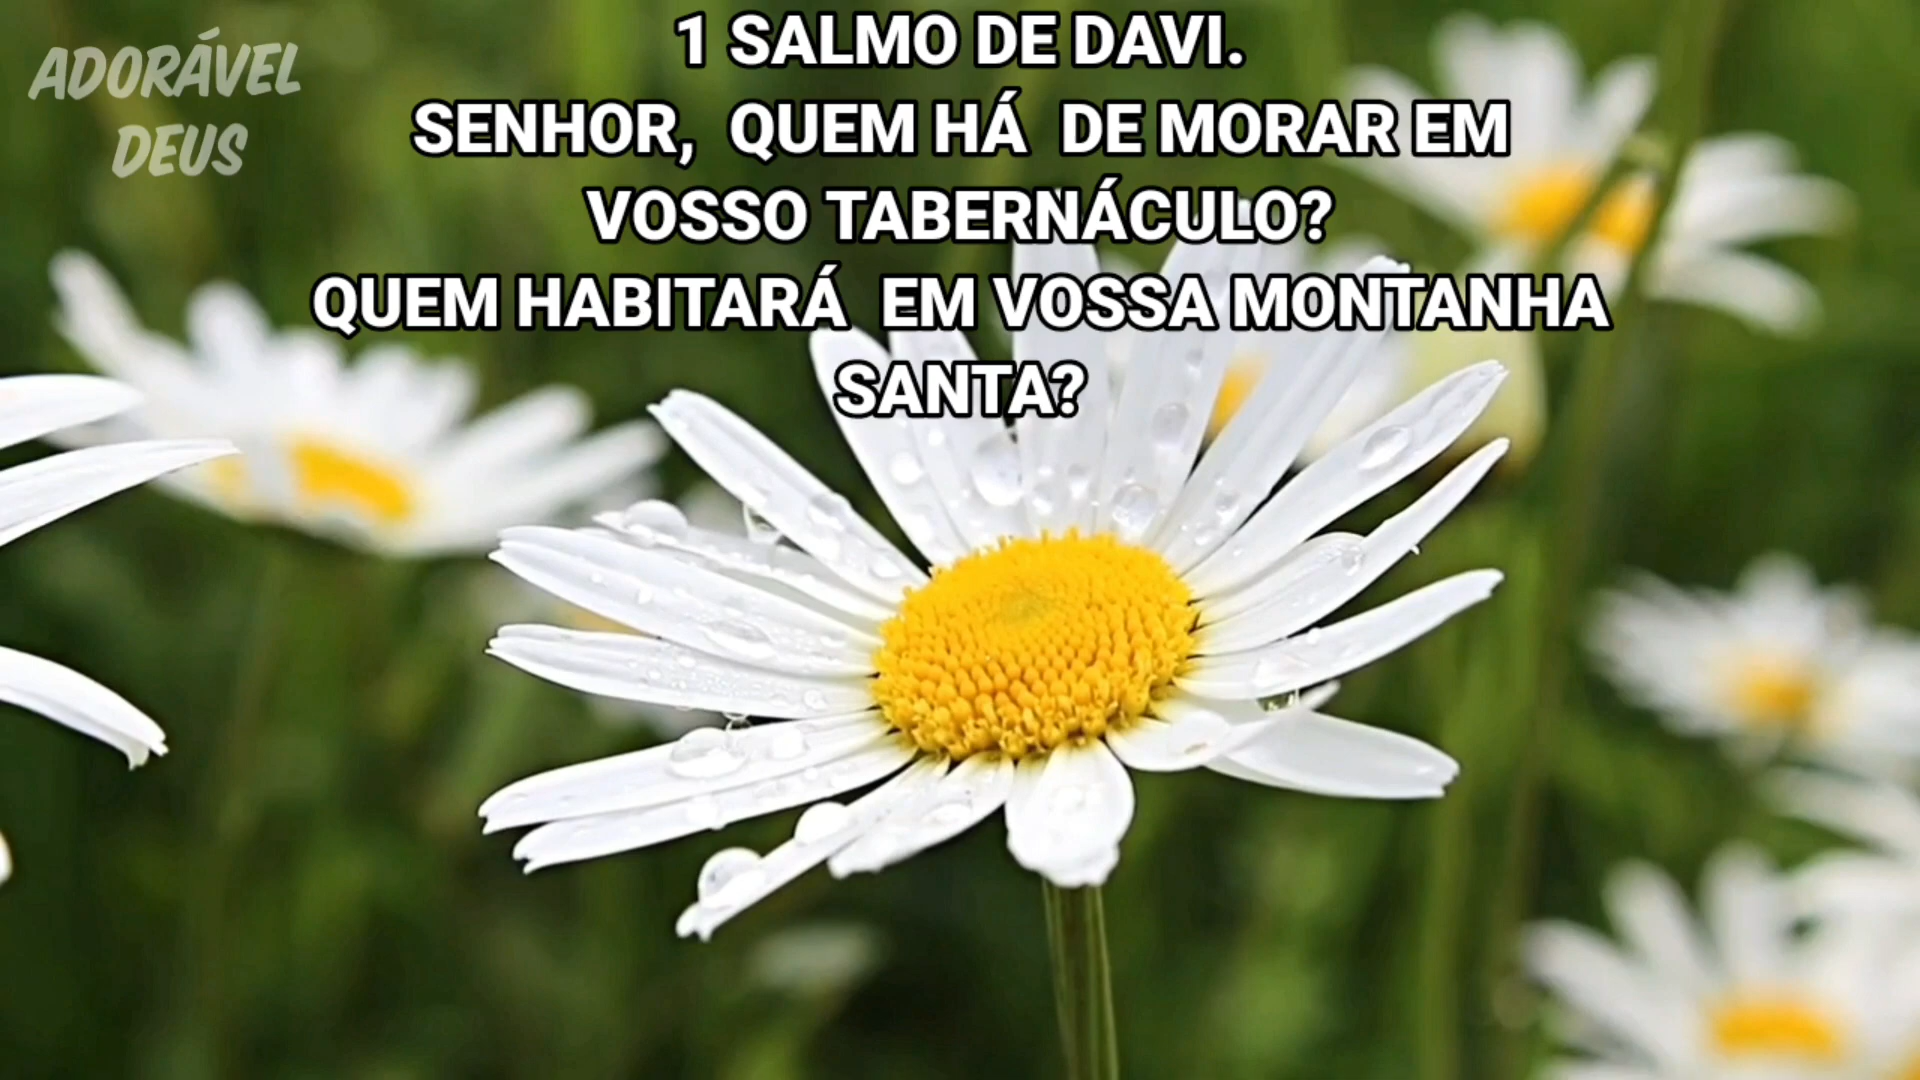 ADORÁVEL
DEUS
1 SALMO DE DAVI.
SENHOR, QUEM HÁ DE MORAR EM
VOSSO TABERNÁCULO?
QUEM HABITARÁ EM VOSSA MONTANHA
SANTA?